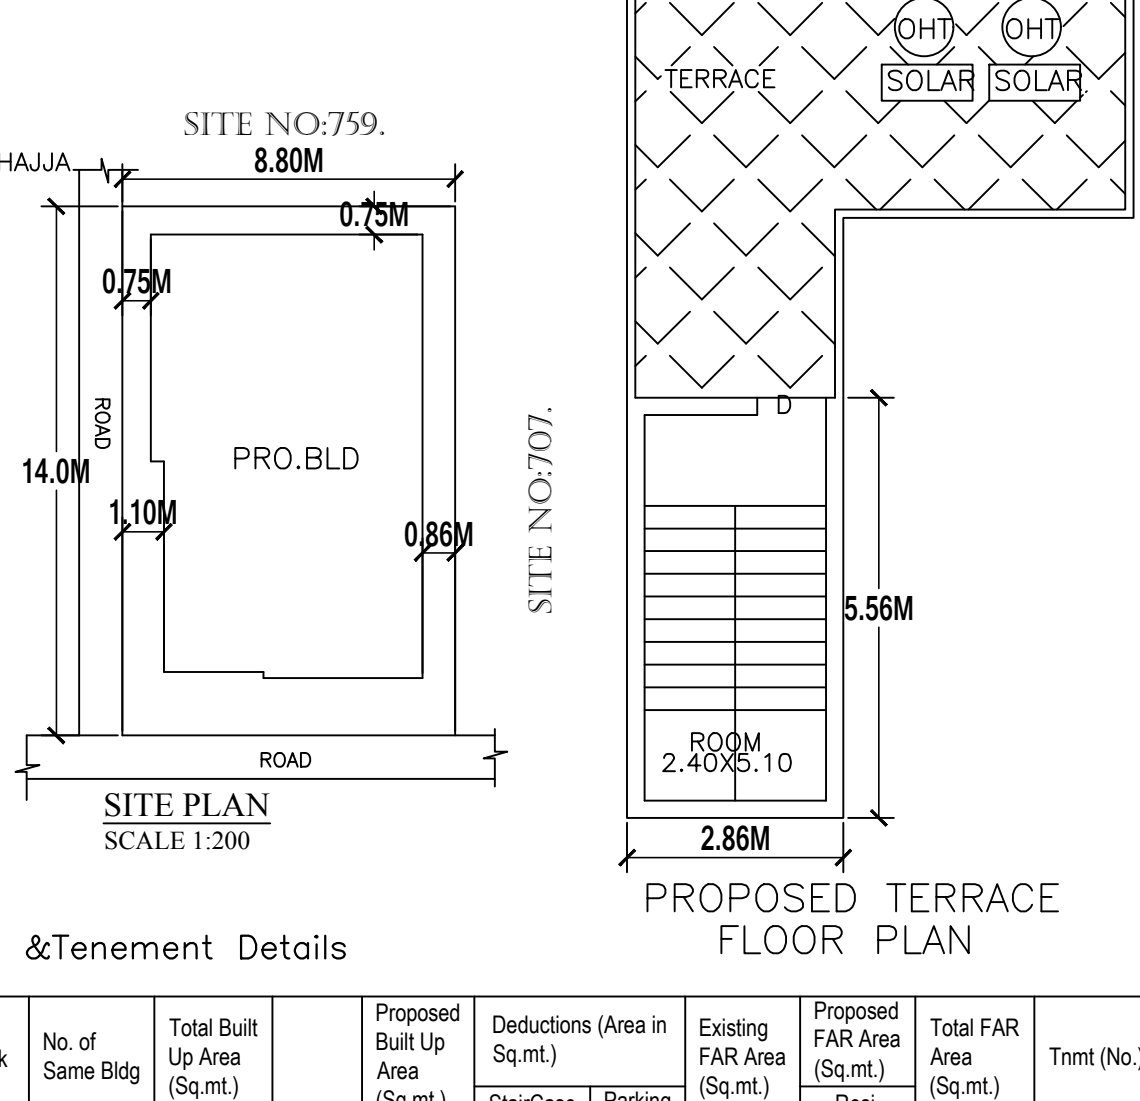 OHT OHT
TERRACE
SOLAR SOLAR
SITE NO:759.
8.80M
HAJJA
0.75M
0.75M
ROAD
14.0M
PRO.BLD
1.10M
0.86M
SITE NO:707.
ROAD
SITE PLAN
SCALE 1:200
D
5.56M
ROOM
2.40X5.10
2.86M
PROPOSED TERRACE
FLOOR PLAN
&Tenement Details
k
No. of
Same Bldg
Total Built
Up Area
(Sq.mt.)
Proposed
Built Up
Area
(Sq.mt.)
Deductions (Area in
Sq.mt.)
StairCase
Parking
Existing
FAR Area
(Sq.mt.)
Proposed
FAR Area
(Sq.mt.)
Resi
Total FAR
Area
(Sq.mt.)
Tnmt (No.)